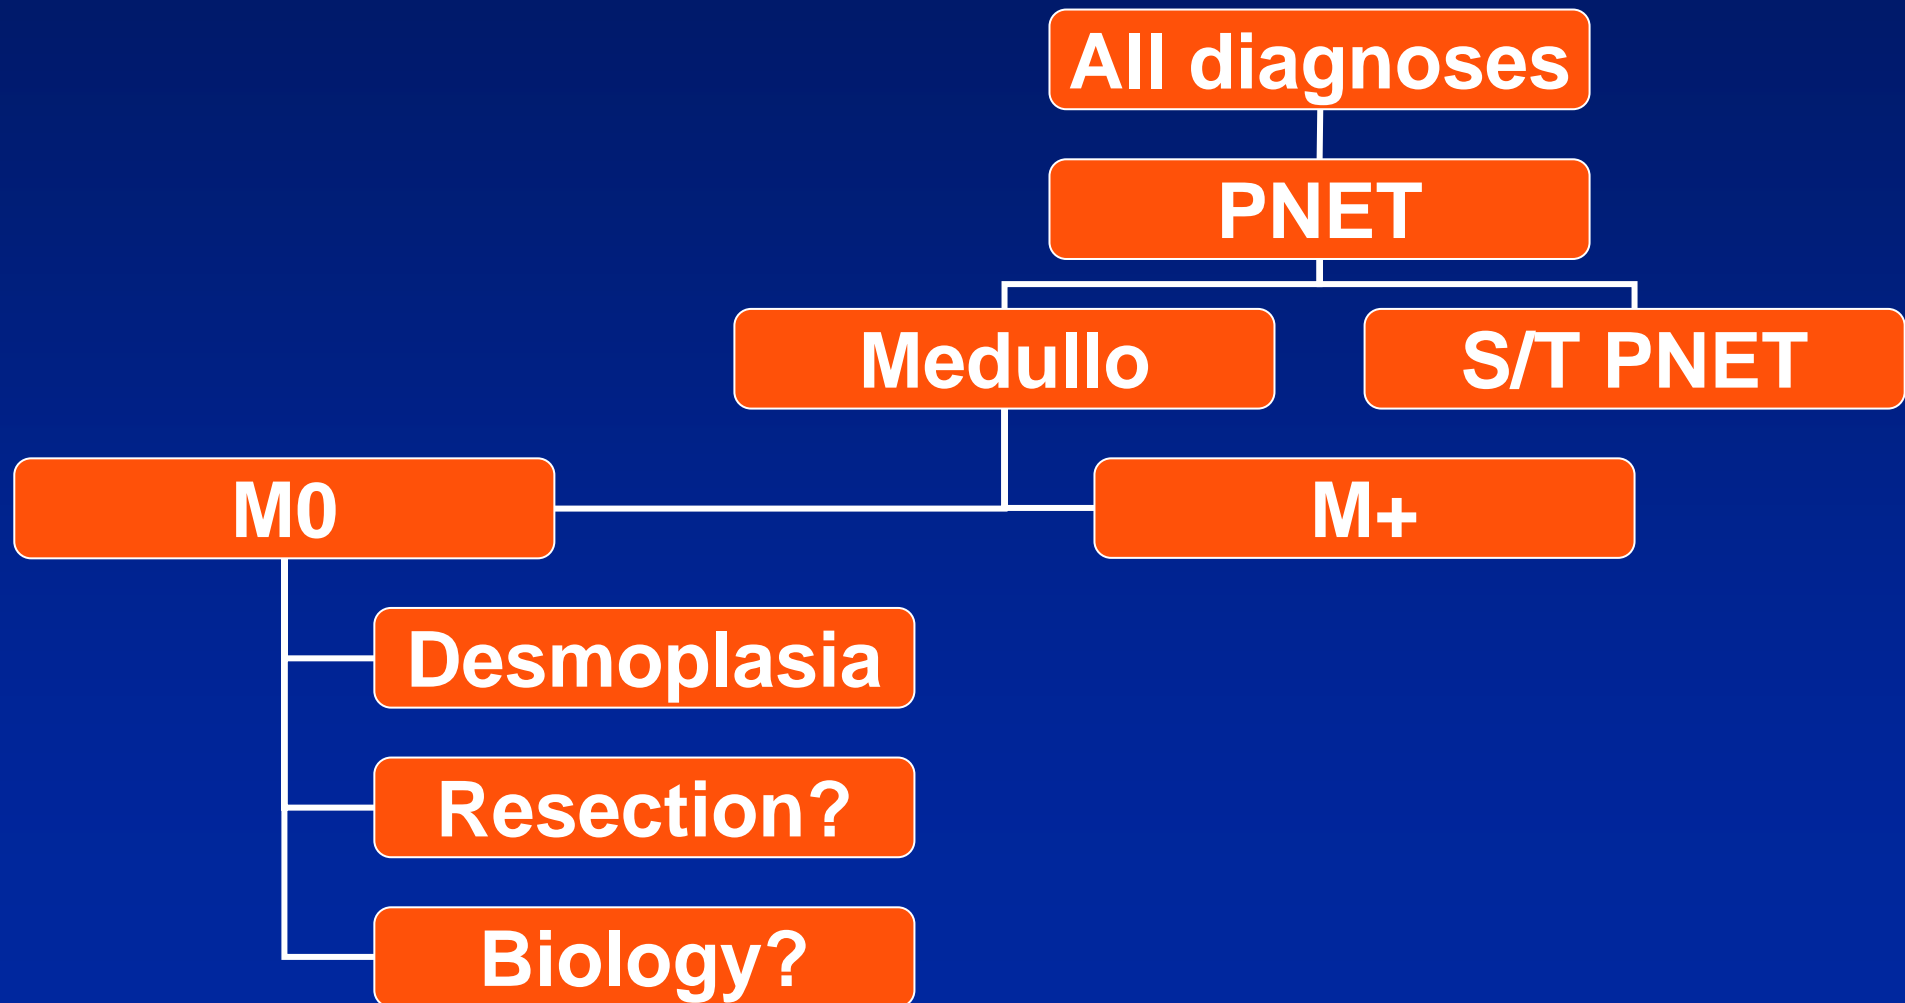 All diagnoses
PNET
Medullo
S/T PNET
M0
M+
Desmoplasia
Resection?
Biology?